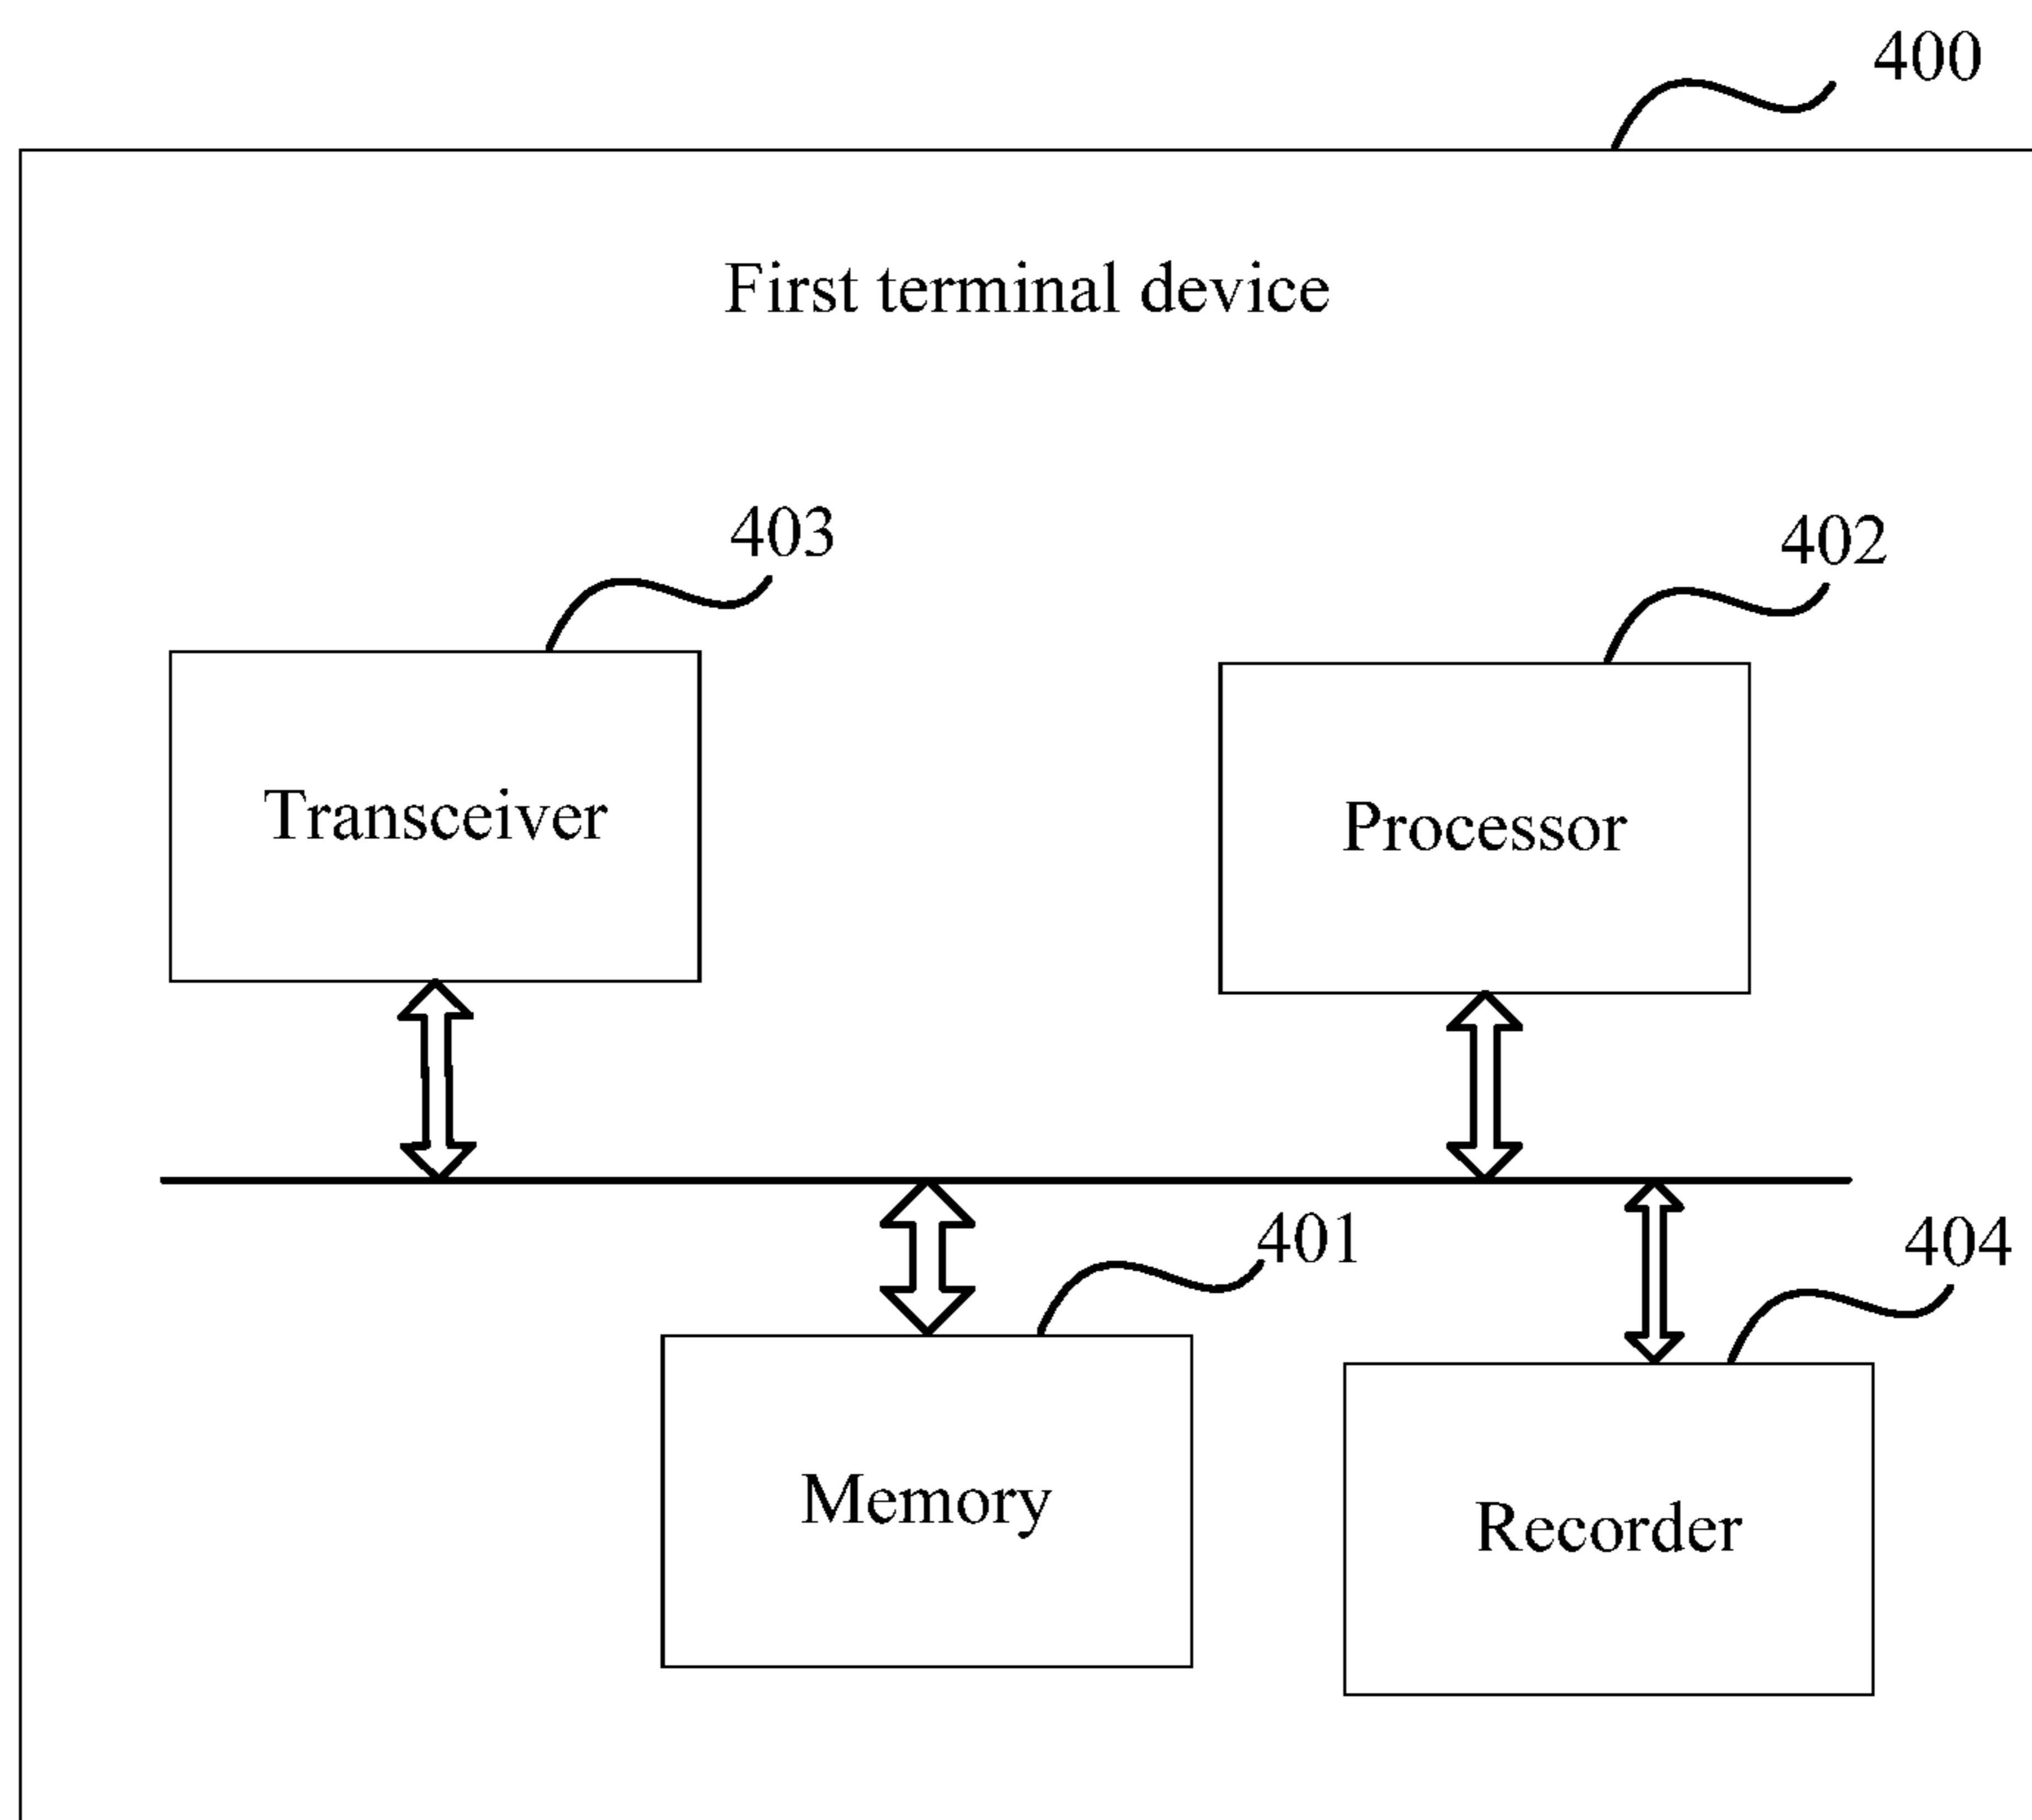 400
First terminal device
403
402
Transceiver
Processor
401
404
Memory
Recorder